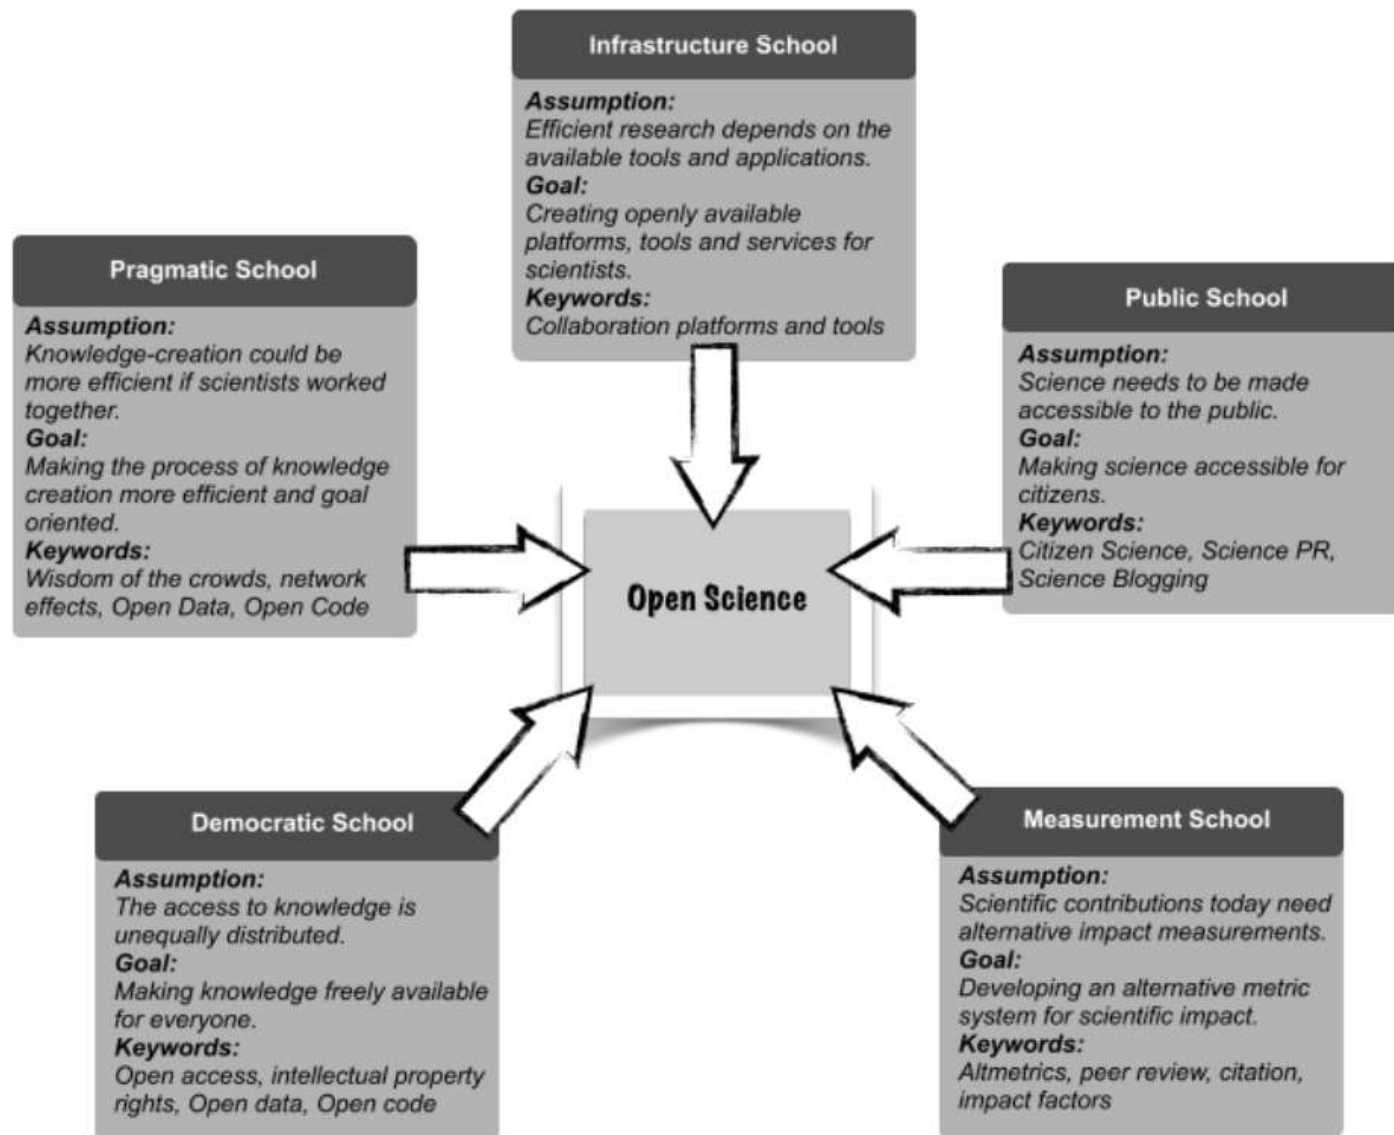 Infrastructure School
Assumption:
Efficient research depends on the
available tools and applications.
Goal:
Creating openly available
platforms, tools and services for
scientists.
Keywords:
Collaboration platforms and tools
Pragmatic School
Assumption:
Knowledge-creation could be
more efficient if scientists worked
together.
Goal:
Making the process of knowledge
creation more efficient and goal
oriented.
Keywords:
Wisdom of the crowds, network
effects, Open Data, Open Code
Public School
Assumption:
Science needs to be made
accessible to the public.
Goal:
Making science accessible for
citizens.
Keywords:
Citizen Science, Science PR,
Science Blogging
Open Science
Democratic School
Assumption:
The access to knowledge is
unequally distributed.
Goal:
Making knowledge freely available
for everyone.
Keywords:
Open access, intellectual property
rights, Open data, Open code
Measurement School
Assumption:
Scientific contributions today need
alternative impact measurements.
Goal:
Developing an alternative metric
system for scientific impact.
Keywords:
Altmetrics, peer review, citation,
impact factors